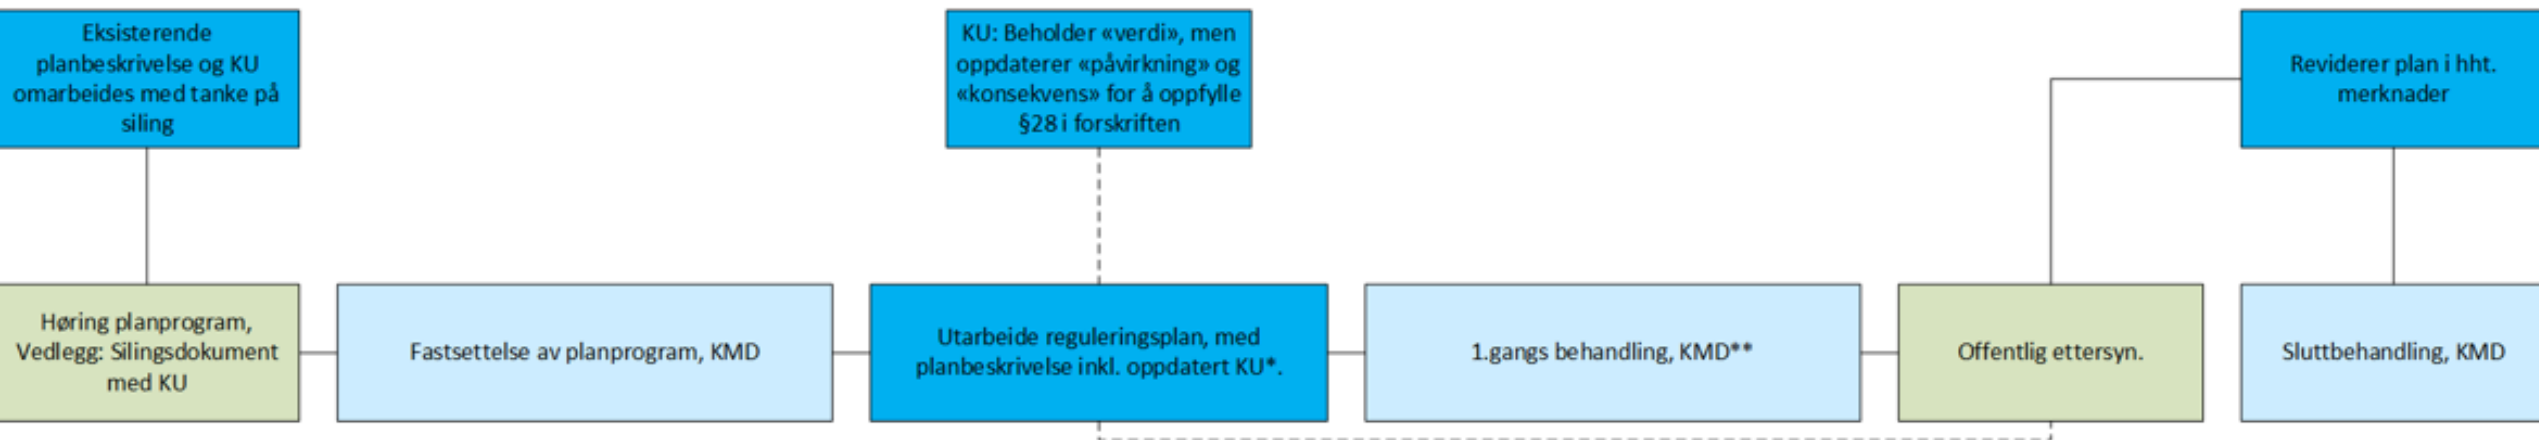 Eksisterende
planbeskrivelse og KU
omarbeides med tanke på
siling
KU: Beholder «verdi», men
oppdaterer «påvirkning» og
«konsekvens» for å oppfylle
§28 i forskriften
Reviderer plan i hht.
merknader
Høring planprogram,
Vedlegg: Silingsdokument
med KU
Fastsettelse av planprogram, KMD
Utarbeide reguleringsplan, med
planbeskrivelse inkl. oppdatert KU*.
1.gangs behandling, KMD**
Offentlig ettersyn.
Sluttbehandling, KMD